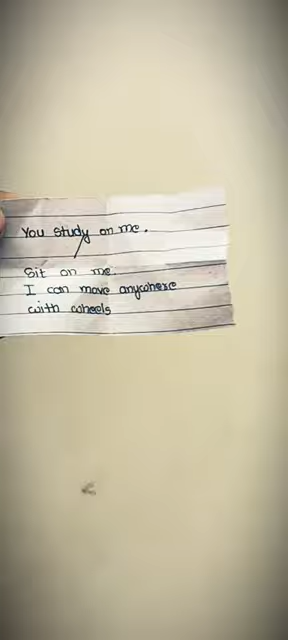 You study on me.
/
Sit on me.
I can move anywhere
with wheels